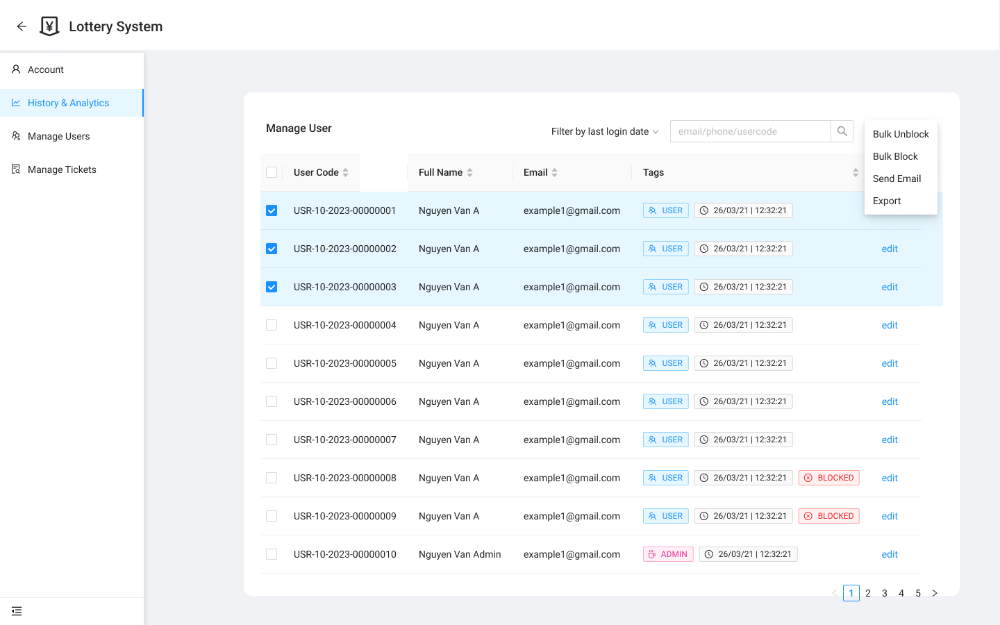 Lottery System
Account
History & Analytics
Manage Users
Manage Tickets
Manage User
Filter by last login date
email/phone/usercode
Bulk Unblock
Bulk Block
Send Email
Export
User Code Full Name Email Tags
USR-10-2023-00000001 Nguyen Van A example1@gmail.com USER 26/03/21 | 12:32:21
USR-10-2023-00000002 Nguyen Van A example1@gmail.com USER 26/03/21 | 12:32:21 edit
USR-10-2023-00000003 Nguyen Van A example1@gmail.com USER 26/03/21 | 12:32:21 edit
USR-10-2023-00000004 Nguyen Van A example1@gmail.com USER 26/03/21 | 12:32:21 edit
USR-10-2023-00000005 Nguyen Van A example1@gmail.com USER 26/03/21 | 12:32:21 edit
USR-10-2023-00000006 Nguyen Van A example1@gmail.com USER 26/03/21 | 12:32:21 edit
USR-10-2023-00000007 Nguyen Van A example1@gmail.com USER 26/03/21 | 12:32:21 edit
USR-10-2023-00000008 Nguyen Van A example1@gmail.com USER 26/03/21 | 12:32:21 BLOCKED edit
USR-10-2023-00000009 Nguyen Van A example1@gmail.com USER 26/03/21 | 12:32:21 BLOCKED edit
USR-10-2023-00000010 Nguyen Van Admin example1@gmail.com ADMIN 26/03/21 | 12:32:21 edit
1 2 3 4 5